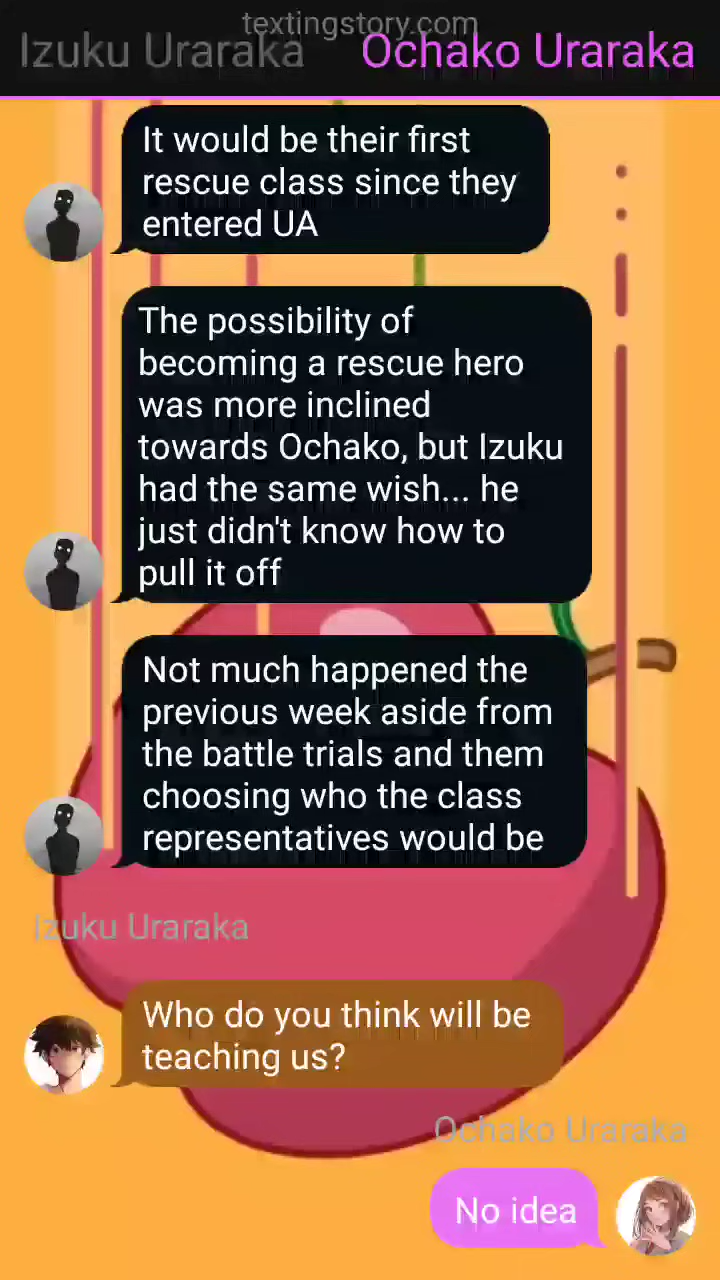 textingstory.com
Izuku Uraraka Ochako Uraraka
It would be their first
rescue class since they
entered UA
The possibility of
becoming a rescue hero
was more inclined
towards Ochako, but Izuku
had the same wish... he
just didn't know how to
pull it off
Not much happened the
previous week aside from
the battle trials and them
choosing who the class
representatives would be
Izuku Uraraka
Who do you think will be
teaching us?
Ochako Uraraka
No idea